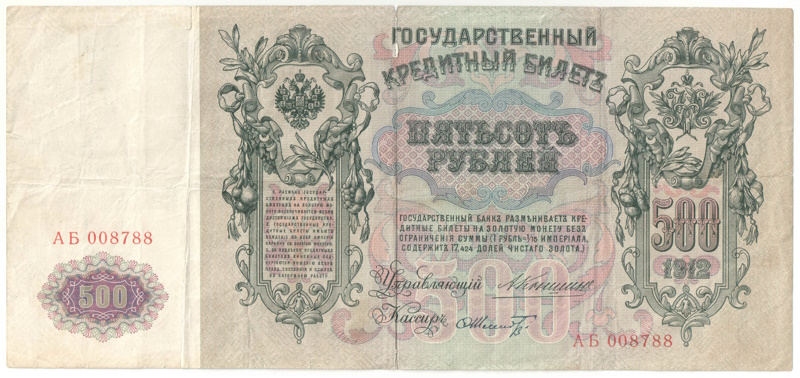 ГОСУДАРСТВЕННЫЙ
КРЕДИТНЫЙ БИЛЕТЪ
ПЯТЬСОТЪ
РУБЛЕЙ
ГОСУДАРСТВЕННЫЙ БАНКЪ РАЗМѢНИВАЕТЪ КРЕ-
ДИТНЫЕ БИЛЕТЫ НА ЗОЛОТУЮ МОНЕТУ БЕЗЪ
ОГРАНИЧЕНІЯ СУММЫ (1 РУБЛЬ = 1/15 ИМПЕРІАЛА,
СОДЕРЖИТЪ 17,424 ДОЛЕЙ ЧИСТАГО ЗОЛОТА.)
АБ 008788
500
Управляющій
Кассиръ
500
500
1912
АБ 008788